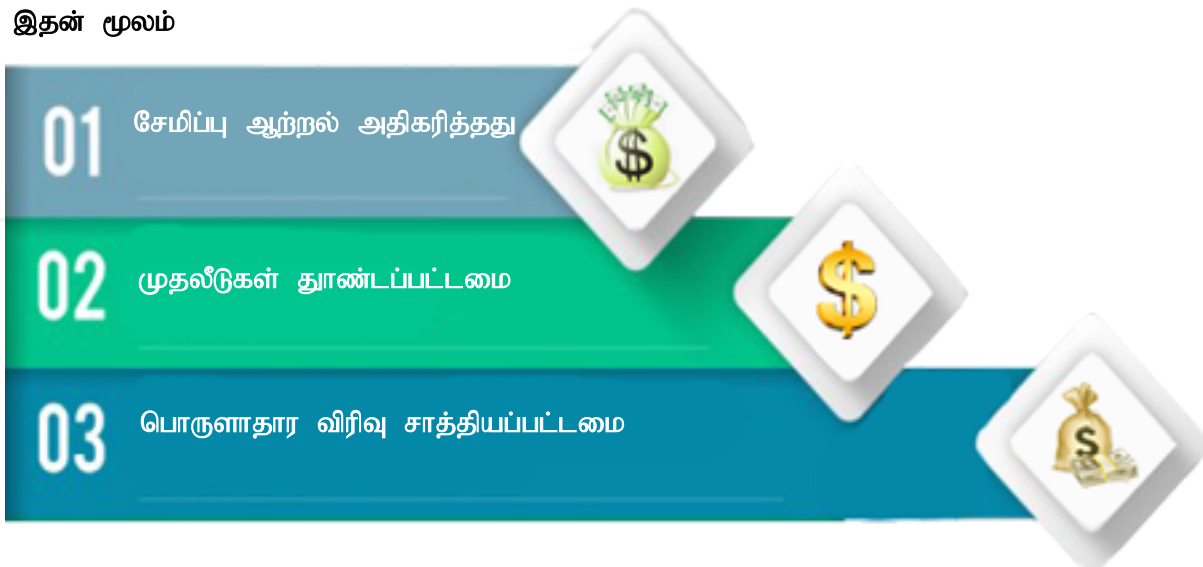 இதன் மூலம்
01 சேமிப்பு ஆற்றல் அதிகரித்தது
02 முதலீடுகள் துாண்டப்பட்டமை
03 பொருளாதார விரிவு சாத்தியப்பட்டமை